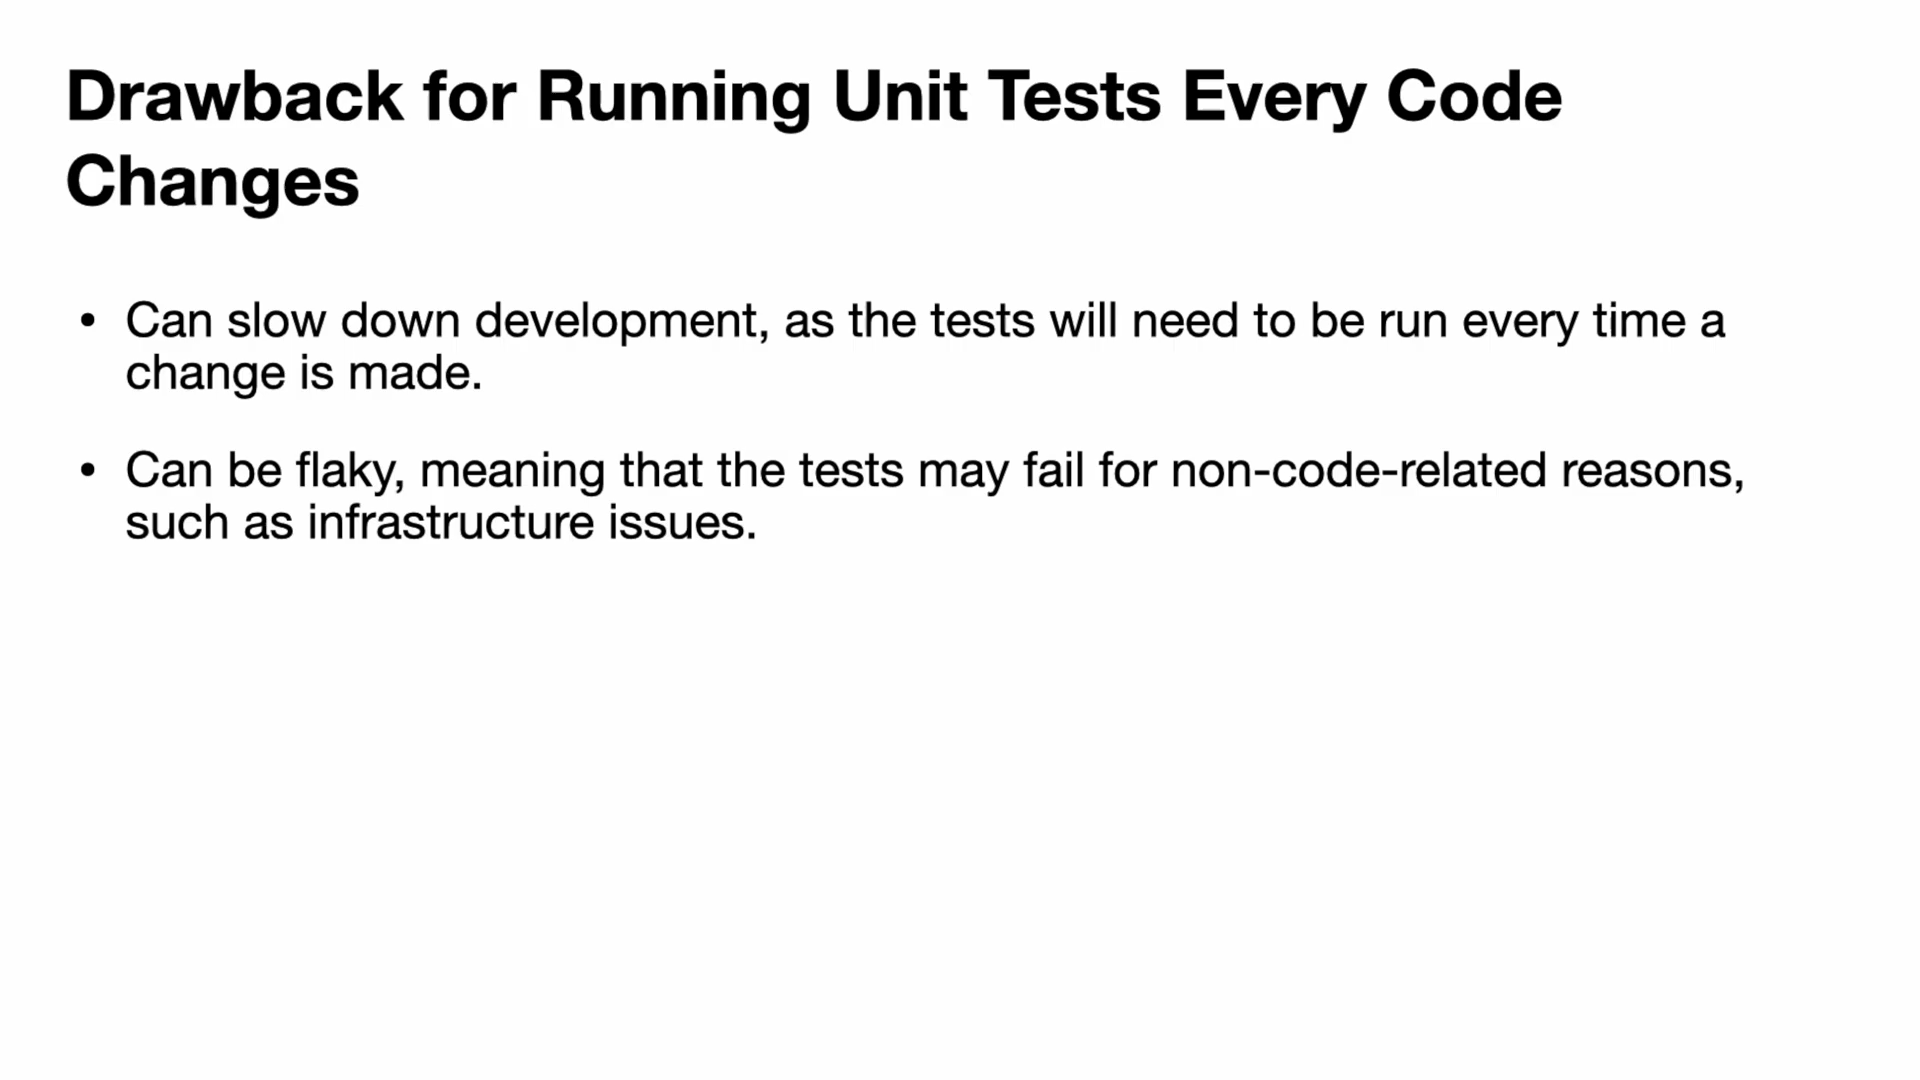 Drawback for Running Unit Tests Every Code
Changes
• Can slow down development, as the tests will need to be run every time a
change is made.
• Can be flaky, meaning that the tests may fail for non-code-related reasons,
such as infrastructure issues.